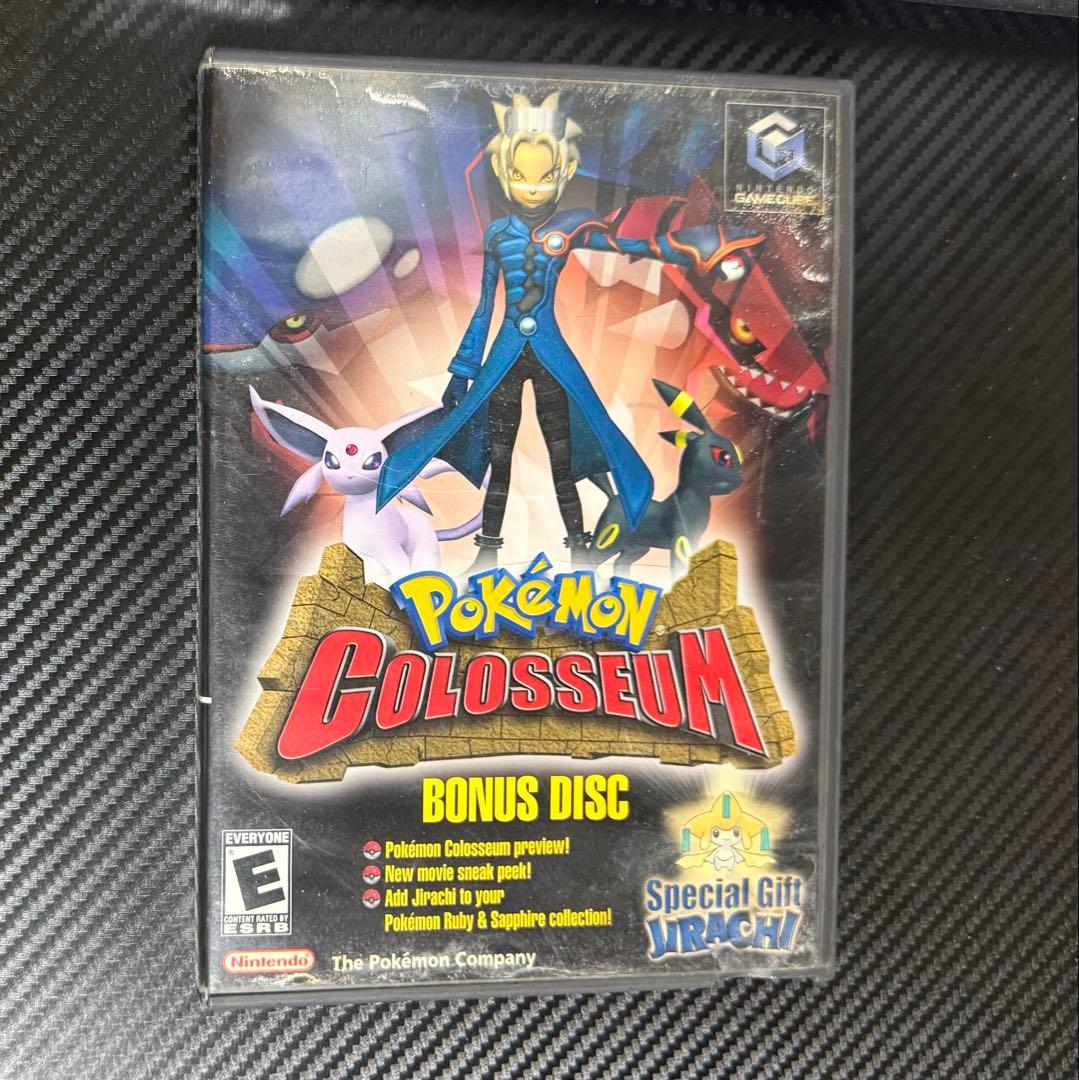 NINTENDO
GAMECUBE
POKéMON
COLOSSEUM
BONUS DISC
Pokémon Colosseum preview!
New movie sneak peek!
Add Jirachi to your
Pokémon Ruby & Sapphire collection!
Special Gift
JIRACHI
EVERYONE
E
CONTENT RATED BY
ESRB
Nintendo
The Pokémon Company